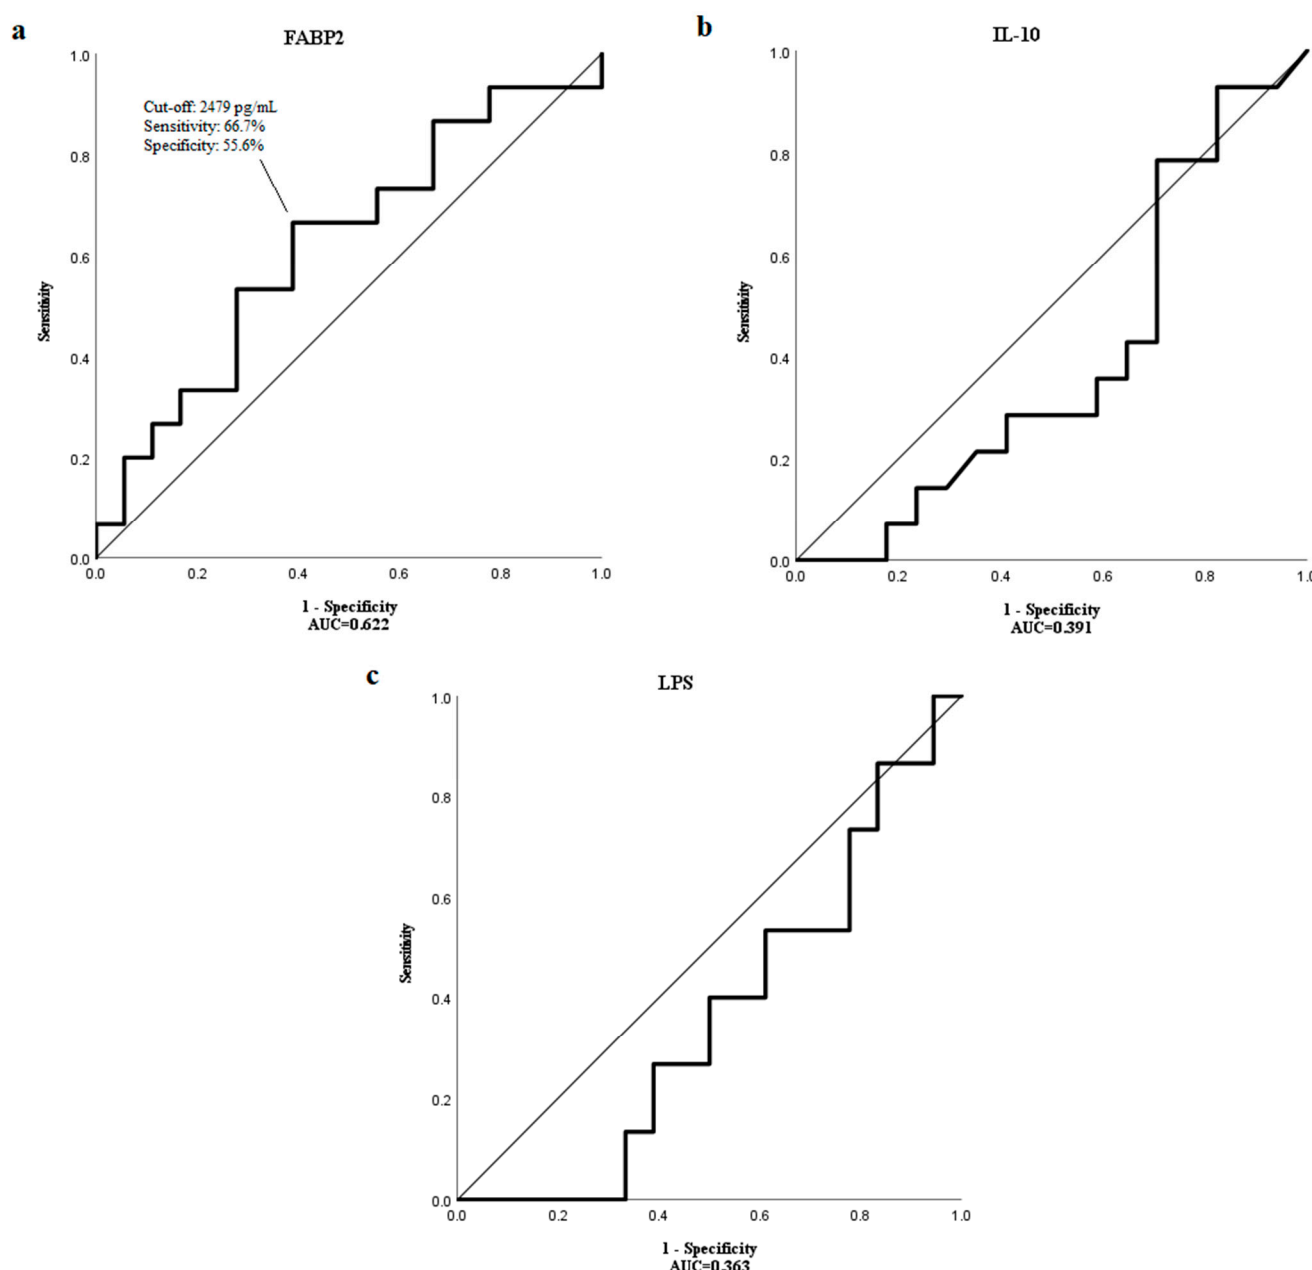 a
FABP2
Cut-off: 2479 pg/mL
Sensitivity: 66.7%
Specificity: 55.6%
1.0
0.8
0.6
0.4
0.2
0.0
Sensitivity
0.0 0.2 0.4 0.6 0.8 1.0
1 - Specificity
AUC=0.622
b
IL-10
1.0
0.8
0.6
0.4
0.2
0.0
Sensitivity
0.0 0.2 0.4 0.6 0.8 1.0
1 - Specificity
AUC=0.391
c
LPS
1.0
0.8
0.6
0.4
0.2
0.0
Sensitivity
0.0 0.2 0.4 0.6 0.8 1.0
1 - Specificity
AUC=0.363